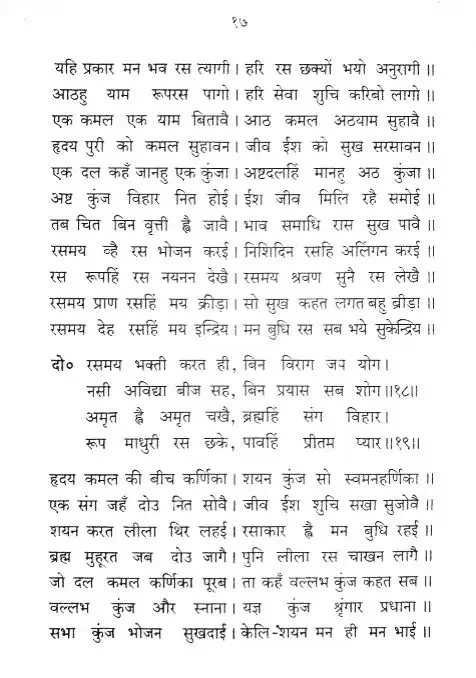 १७
यहि प्रकार मन भव रस त्यागी। हरि रस छक्यों भयो अनुरागी॥
आठहु याम रूपरस पागो। हरि सेवा शुचि करिबो लागो॥
एक कमल एक याम बितावै। आठ कमल अठयाम सुहावै॥
हृदय पुरी को कमल सुहावन। जीव ईश को सुख सरसावन॥
एक दल कहँ जानहु एक कुंजा। अष्टदलहिं मानहु अठ कुंजा॥
अष्ट कुंज विहार नित होई। ईश जीव मिलि रहै समोई॥
तब चित बिन वृत्ती ह्वै जावै। भाव समाधि रास सुख पावै॥
रसमय व्है रस भोजन करई। निशिदिन रसहि अलिंगन करई॥
रस रूपहिं रस नयनन देखै। रसमय श्रवण सुनै रस लेखै॥
रसमय प्राण रसहिं मय क्रीड़ा। सो सुख कहत लगत बहु व्रीड़ा॥
रसमय देह रसहिं मय इन्द्रिय। मन बुधि रस सब भये सुकेन्द्रिय॥
दो० रसमय भक्ती करत ही, बिन विराग जप योग।
नसी अविद्या बीज सह, बिन प्रयास सब शोग॥१८॥
अमृत ह्वै अमृत चखै, ब्रह्महिं संग विहार।
रूप माधुरी रस छके, पावहिं प्रीतम प्यार॥१९॥
हृदय कमल की बीच कर्णिका। शयन कुंज सो स्वमनहर्णिका॥
एक संग जहँ दोउ नित सोवै। जीव ईश शुचि सखा सुजोवै॥
शयन करत लीला थिर लहई। रसाकार ह्वै मन बुधि रहई॥
ब्रह्म मुहूरत जब दोउ जागै। पुनि लीला रस चाखन लागै॥
जो दल कमल कर्णिका पूरब। ता कहँ वल्लभ कुंज कहत सब॥
वल्लभ कुंज और स्नाना। यज्ञ कुंज श्रृंगार प्रधाना॥
सभा कुंज भोजन सुखदाई। केलि-शयन मन ही मन भाई॥